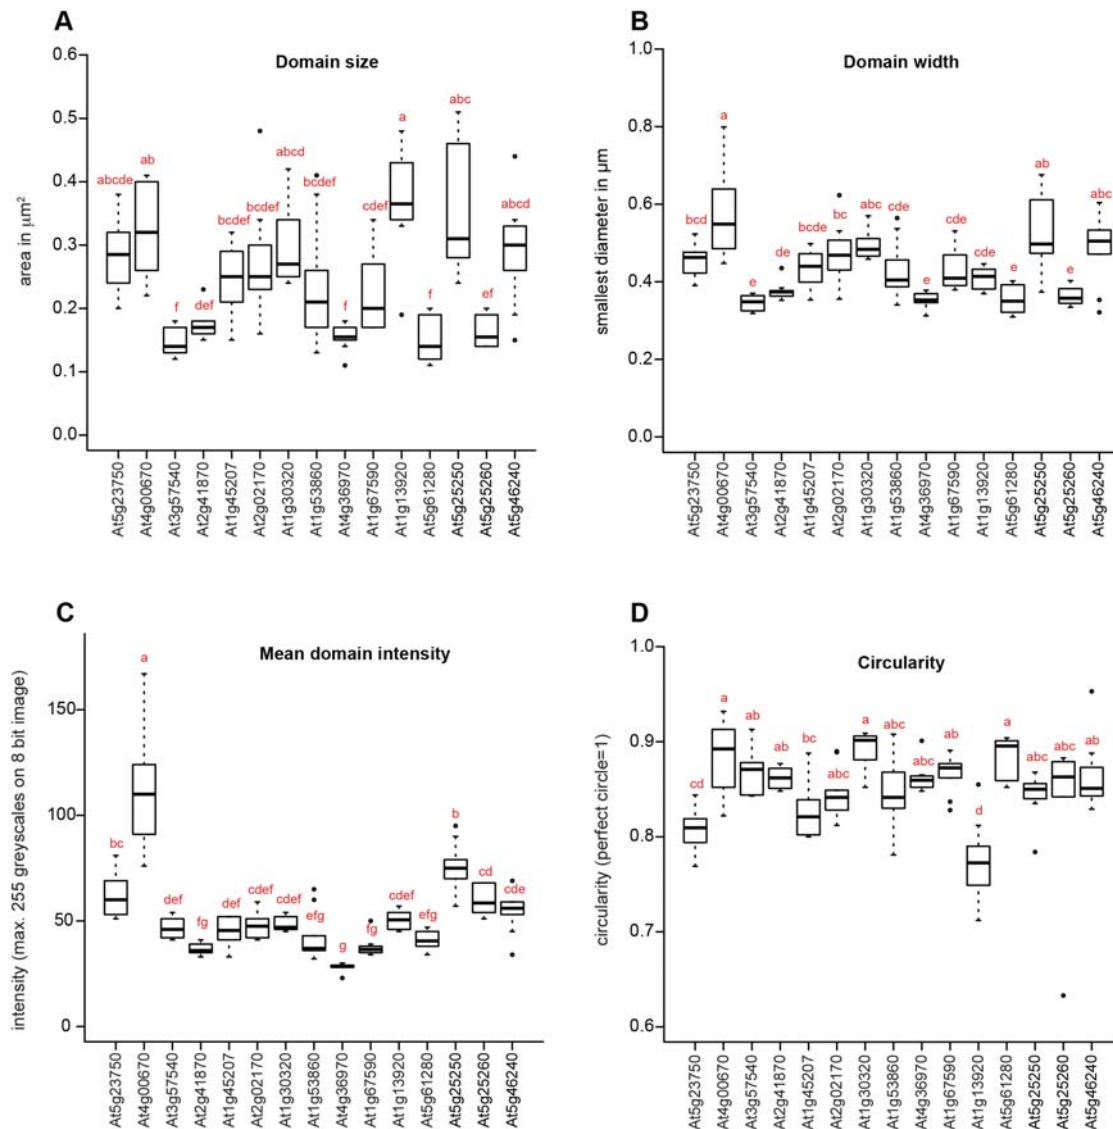 A
Domain size
area in μm²
0.6
0.5
0.4
0.3
0.2
0.1
0.0
abcde
ab
f
def
bcdef
bcdef
abcd
bcdef
f
cdef
a
f
abc
ef
abcd
At5g23750
At4g00670
At3g57540
At2g41870
At1g45207
At2g02170
At1g30320
At1g53860
At4g36970
At1g67590
At1g13920
At5g61280
At5g25250
At5g25260
At5g46240
B
Domain width
smallest diameter in μm
1.0
0.8
0.6
0.4
0.2
0.0
bcd
a
e
de
bcde
bc
abc
cde
e
cde
cde
e
ab
e
abc
At5g23750
At4g00670
At3g57540
At2g41870
At1g45207
At2g02170
At1g30320
At1g53860
At4g36970
At1g67590
At1g13920
At5g61280
At5g25250
At5g25260
At5g46240
C
Mean domain intensity
intensity (max. 255 greyscales on 8 bit image)
150
100
50
0
bc
a
def
fg
def
cdef
cdef
efg
g
fg
cdef
efg
b
cd
cde
At5g23750
At4g00670
At3g57540
At2g41870
At1g45207
At2g02170
At1g30320
At1g53860
At4g36970
At1g67590
At1g13920
At5g61280
At5g25250
At5g25260
At5g46240
D
Circularity
circularity (perfect circle=1)
1.0
0.9
0.8
0.7
0.6
cd
a
ab
ab
bc
abc
a
abc
abc
ab
d
a
abc
abc
ab
At5g23750
At4g00670
At3g57540
At2g41870
At1g45207
At2g02170
At1g30320
At1g53860
At4g36970
At1g67590
At1g13920
At5g61280
At5g25250
At5g25260
At5g46240